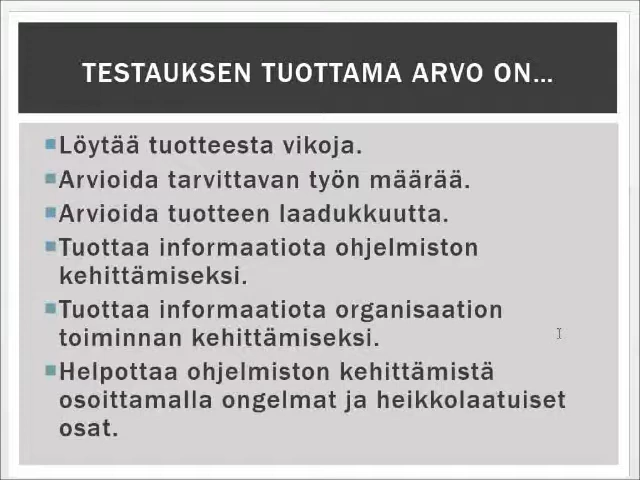 TESTAUKSEN TUOTTAMA ARVO ON…
Löytää tuotteesta vikoja.
Arvioida tarvittavan työn määrää.
Arvioida tuotteen laadukkuutta.
Tuottaa informaatiota ohjelmiston
kehittämiseksi.
Tuottaa informaatiota organisaation
toiminnan kehittämiseksi.
Helpottaa ohjelmiston kehittämistä
osoittamalla ongelmat ja heikkolaatuiset
osat.